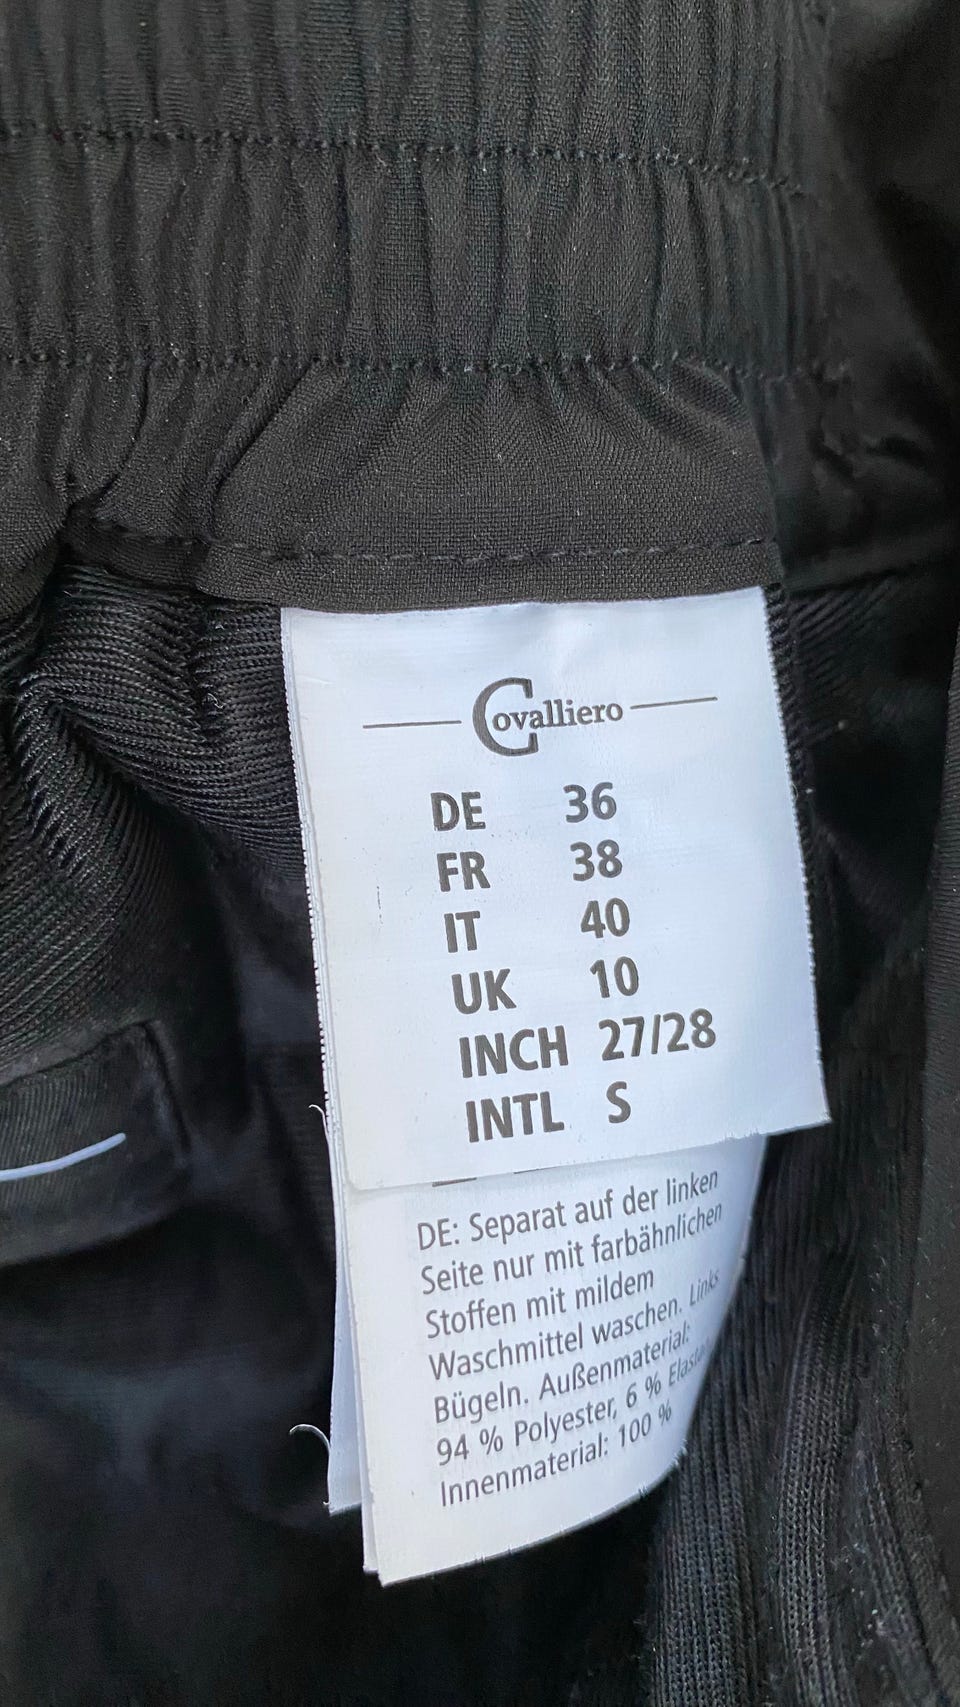 Covalliero
DE 36
FR 38
IT 40
UK 10
INCH 27/28
INTL S
DE: Separat auf der linken
Seite nur mit farbähnlichen
Stoffen mit mildem
Waschmittel waschen. Links
Bügeln. Außenmaterial:
94 % Polyester, 6 %
Innenmaterial: 100 %